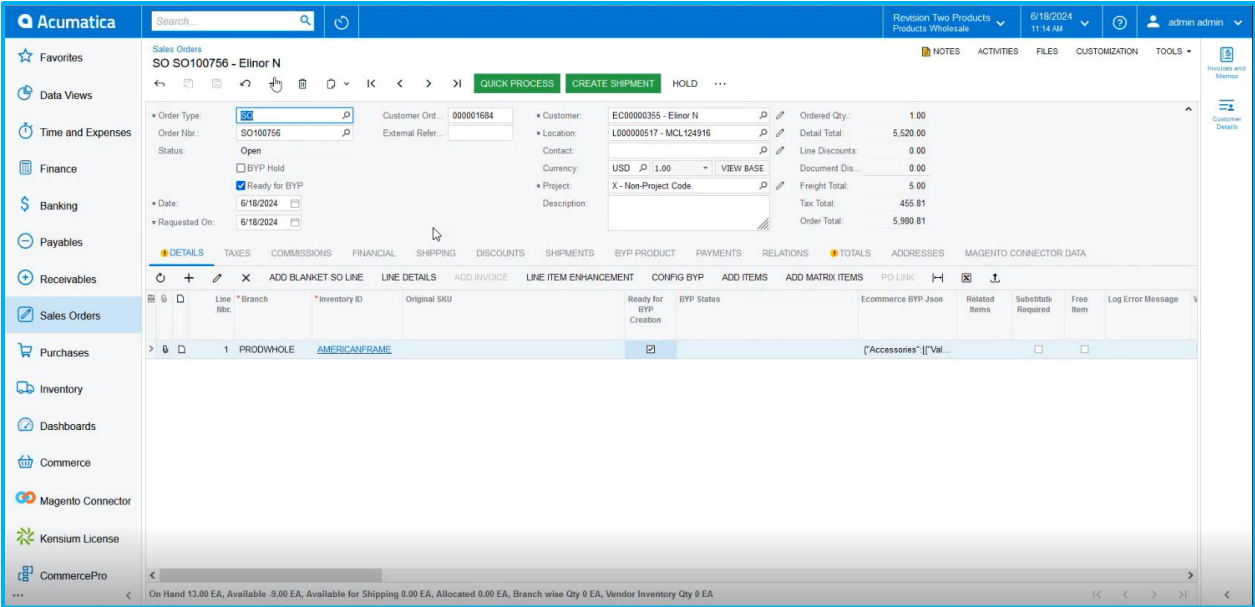 Acumatica
Search...
Revision Two Products
Products Wholesale
6/18/2024
11:14 AM
admin admin
Favorites
Data Views
Time and Expenses
Finance
Banking
Payables
Receivables
Sales Orders
Purchases
Inventory
Dashboards
Commerce
Magento Connector
Kensium License
CommercePro
Sales Orders
SO SO100756 - Elinor N
NOTES ACTIVITIES FILES CUSTOMIZATION TOOLS
QUICK PROCESS CREATE SHIPMENT HOLD ...
* Order Type: SO
Order Nbr.: SO100756
Status: Open
BYP Hold
Ready for BYP
* Date: 6/18/2024
* Requested On: 6/18/2024
Customer Ord... 000001684
External Refer...
* Customer: EC00000355 - Elinor N
* Location: L000000517 - MCL124916
Contact:
Currency: USD 1.00 VIEW BASE
* Project: X - Non-Project Code.
Description:
Ordered Qty.: 1.00
Detail Total: 5,520.00
Line Discounts: 0.00
Document Dis... 0.00
Freight Total: 5.00
Tax Total: 455.81
Order Total: 5,980.81
Invoices and
Memos
Customer
Details
DETAILS TAXES COMMISSIONS FINANCIAL SHIPPING DISCOUNTS SHIPMENTS BYP PRODUCT PAYMENTS RELATIONS TOTALS ADDRESSES MAGENTO CONNECTOR DATA
ADD BLANKET SO LINE LINE DETAILS ADD INVOICE LINE ITEM ENHANCEMENT CONFIG BYP ADD ITEMS ADD MATRIX ITEMS PO LINK
Line
Nbr.
* Branch
* Inventory ID
Original SKU
Ready for
BYP
Creation
BYP Status
Ecommerce BYP Json
Related
Items
Substituti
Required
Free
Item
Log Error Message
1 PRODWHOLE AMERICANFRAME {"Accessories":[{"Val...
On Hand 13.00 EA, Available -9.00 EA, Available for Shipping 0.00 EA, Allocated 0.00 EA, Branch wise Qty 0 EA, Vendor Inventory Qty 0 EA